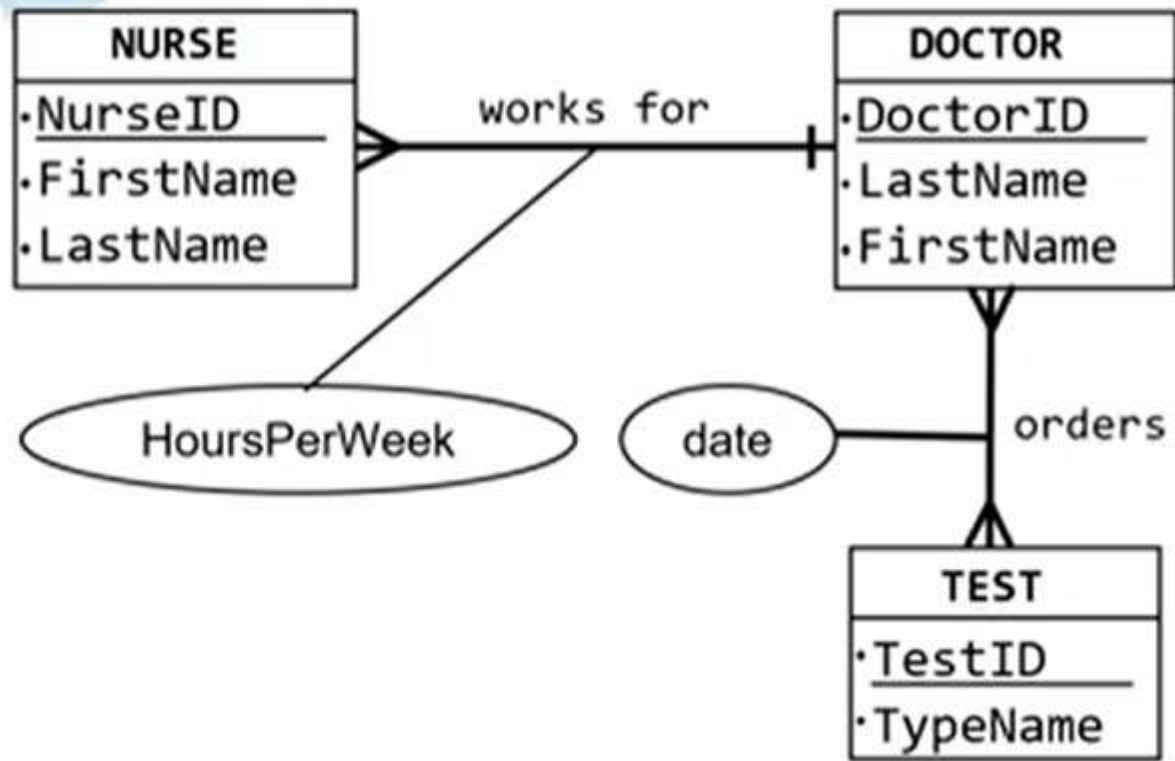 NURSE
·NurseID
·FirstName
·LastName
works for
DOCTOR
·DoctorID
·LastName
·FirstName
HoursPerWeek
date
orders
TEST
·TestID
·TypeName